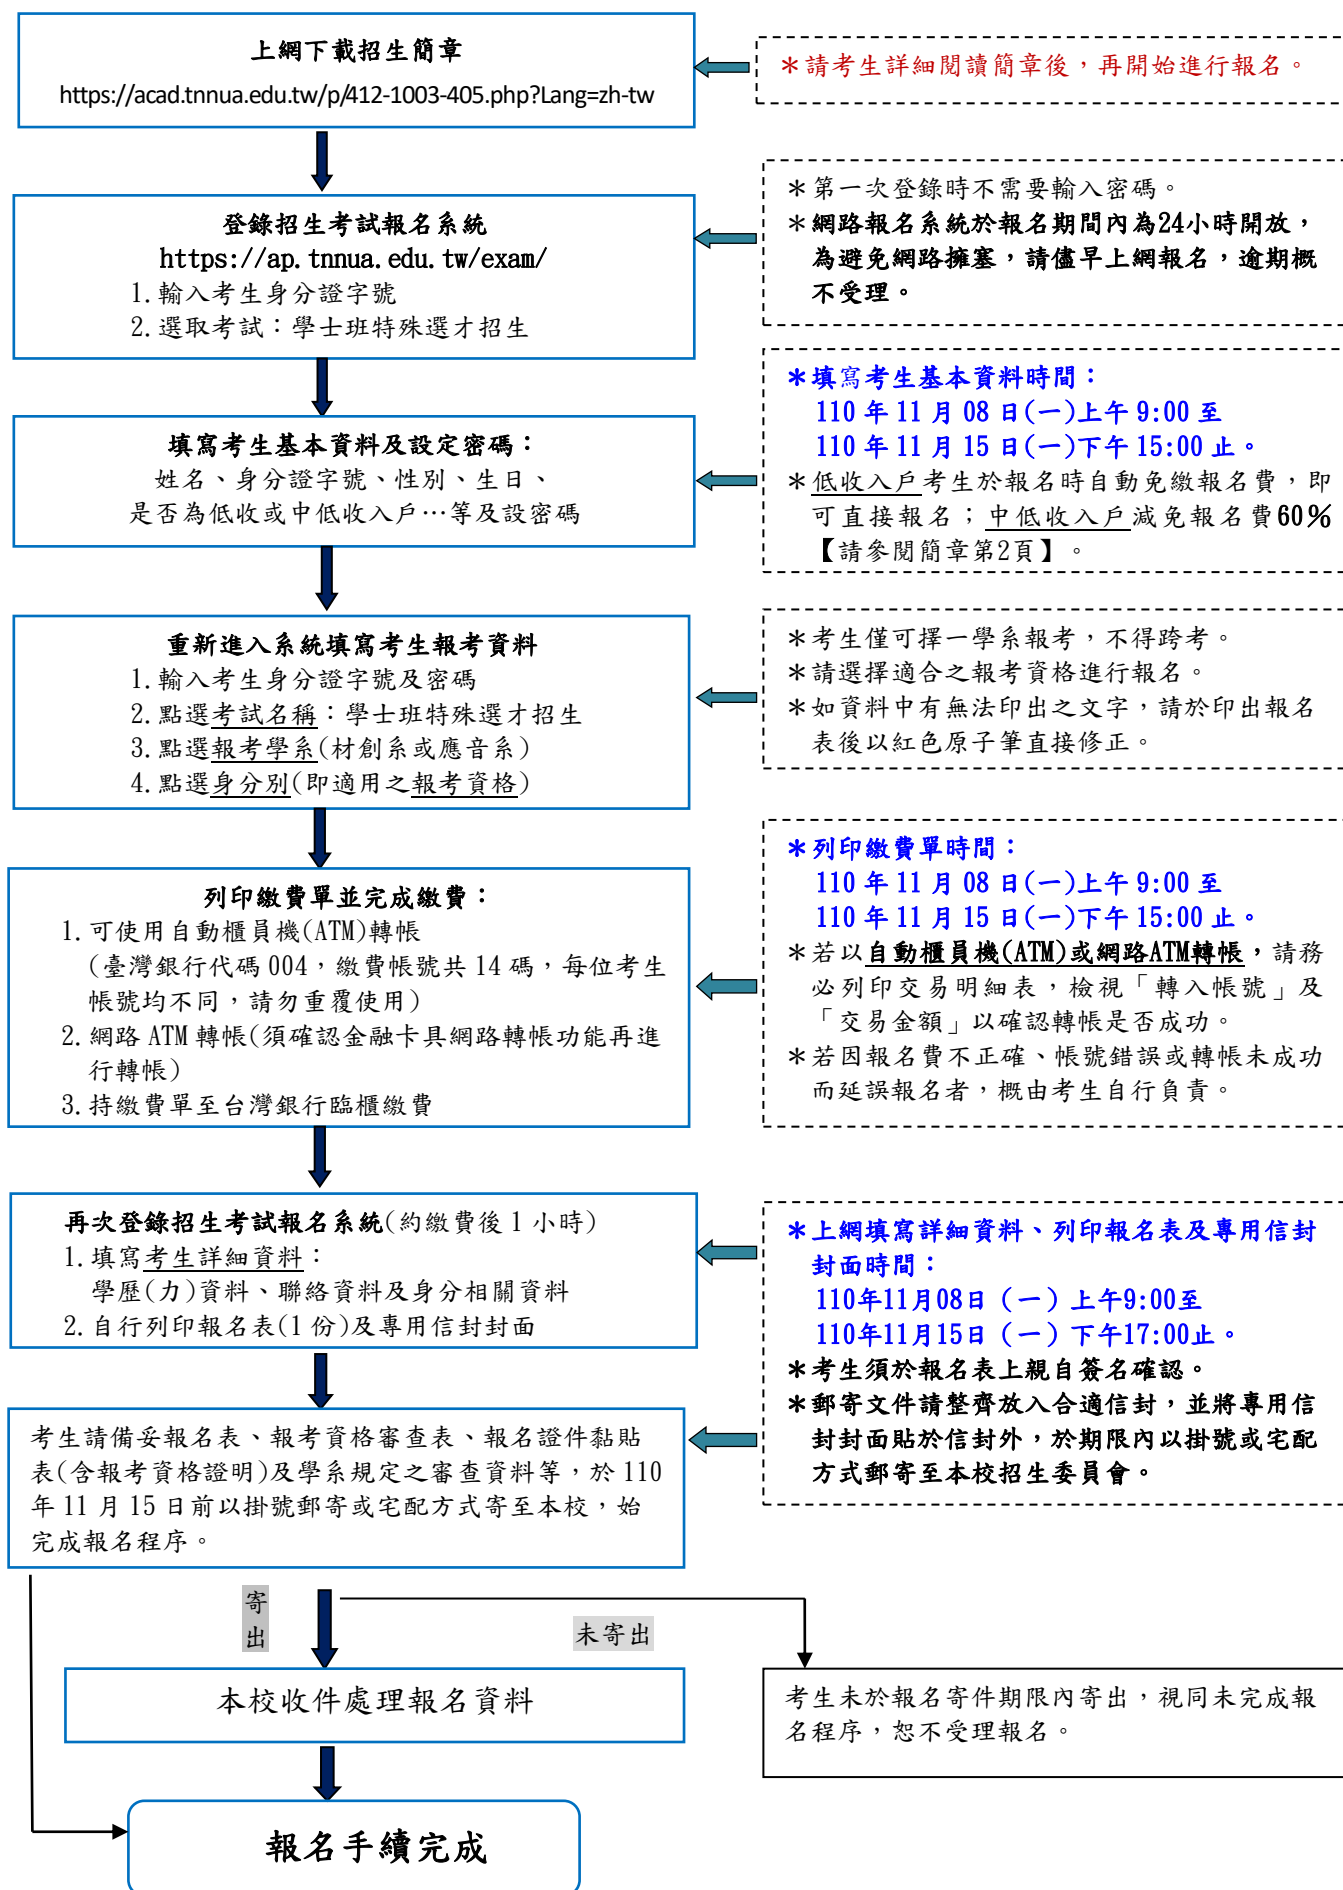 上網下載招生簡章
https://acad.tnnua.edu.tw/p/412-1003-405.php?Lang=zh-tw
＊請考生詳細閱讀簡章後，再開始進行報名。
登錄招生考試報名系統
https://ap.tnnua.edu.tw/exam/
1.輸入考生身分證字號
2.選取考試：學士班特殊選才招生
＊第一次登錄時不需要輸入密碼。
＊網路報名系統於報名期間內為24小時開放，
為避免網路擁塞，請儘早上網報名，逾期概
不受理。
填寫考生基本資料及設定密碼：
姓名、身分證字號、性別、生日、
是否為低收或中低收入戶…等及設密碼
＊填寫考生基本資料時間：
110 年 11 月 08 日(一)上午 9:00 至
110 年 11 月 15 日(一)下午 15:00 止。
＊低收入戶考生於報名時自動免繳報名費，即
可直接報名；中低收入戶減免報名費60％
【請參閱簡章第2頁】。
重新進入系統填寫考生報考資料
1.輸入考生身分證字號及密碼
2.點選考試名稱：學士班特殊選才招生
3.點選報考學系(材創系或應音系)
4.點選身分別(即適用之報考資格)
＊考生僅可擇一學系報考，不得跨考。
＊請選擇適合之報考資格進行報名。
＊如資料中有無法印出之文字，請於印出報名
表後以紅色原子筆直接修正。
列印繳費單並完成繳費：
1.可使用自動櫃員機(ATM)轉帳
(臺灣銀行代碼 004，繳費帳號共 14 碼，每位考生
帳號均不同，請勿重覆使用)
2.網路 ATM 轉帳(須確認金融卡具網路轉帳功能再進
行轉帳)
3.持繳費單至台灣銀行臨櫃繳費
＊列印繳費單時間：
110 年 11 月 08 日(一)上午 9:00 至
110 年 11 月 15 日(一)下午 15:00 止。
＊若以自動櫃員機(ATM)或網路ATM轉帳，請務
必列印交易明細表，檢視「轉入帳號」及
「交易金額」以確認轉帳是否成功。
＊若因報名費不正確、帳號錯誤或轉帳未成功
而延誤報名者，概由考生自行負責。
再次登錄招生考試報名系統(約繳費後 1 小時)
1.填寫考生詳細資料：
學歷(力)資料、聯絡資料及身分相關資料
2.自行列印報名表(1 份)及專用信封封面
＊上網填寫詳細資料、列印報名表及專用信封
封面時間：
110年11月08日（一）上午9:00至
110年11月15日（一）下午17:00止。
＊考生須於報名表上親自簽名確認。
＊郵寄文件請整齊放入合適信封，並將專用信
封封面貼於信封外，於期限內以掛號或宅配
方式郵寄至本校招生委員會。
考生請備妥報名表、報考資格審查表、報名證件黏貼
表(含報考資格證明)及學系規定之審查資料等，於 110
年 11 月 15 日前以掛號郵寄或宅配方式寄至本校，始
完成報名程序。
寄
出
未寄出
本校收件處理報名資料
考生未於報名寄件期限內寄出，視同未完成報
名程序，恕不受理報名。
報名手續完成